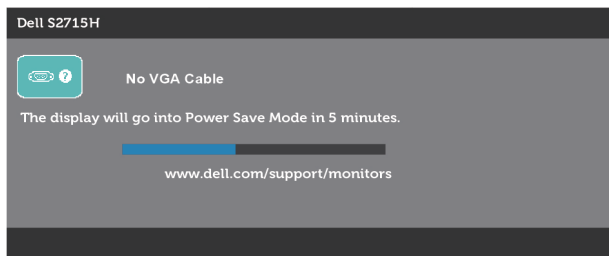 Dell S2715H
?
No VGA Cable
The display will go into Power Save Mode in 5 minutes.
www.dell.com/support/monitors